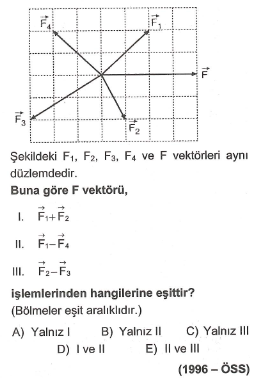 F₄ F₁
F
F₃ F₂
Şekildeki F₁, F₂, F₃, F₄ ve F vektörleri aynı
düzlemdedir.
Buna göre F vektörü,
I. F₁+F₂
II. F₁–F₄
III. F₂–F₃
işlemlerinden hangilerine eşittir?
(Bölmeler eşit aralıklıdır.)
A) Yalnız I B) Yalnız II C) Yalnız III
D) I ve II E) II ve III
(1996 – ÖSS)